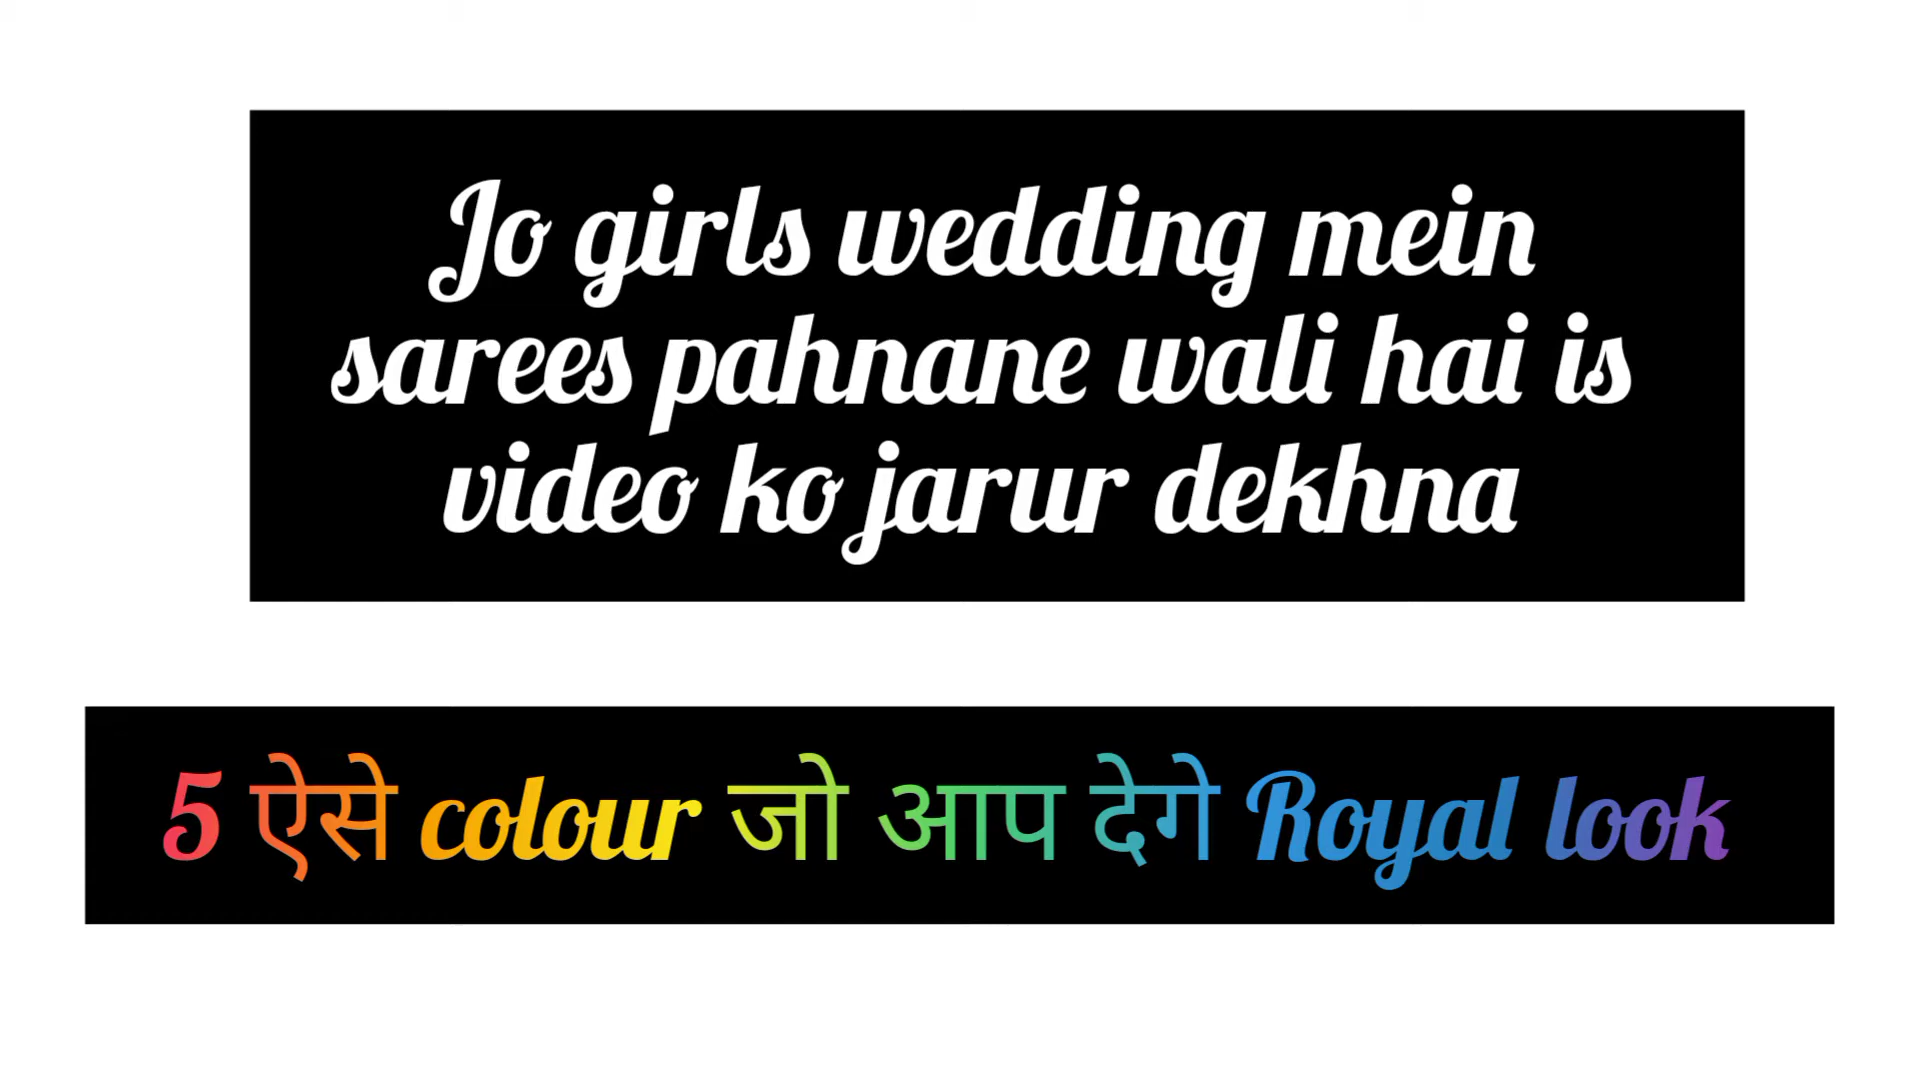 Jo girls wedding mein
sarees pahnane wali hai is
video ko jarur dekhna
5 ऐसे colour जो आप देगे Royal look